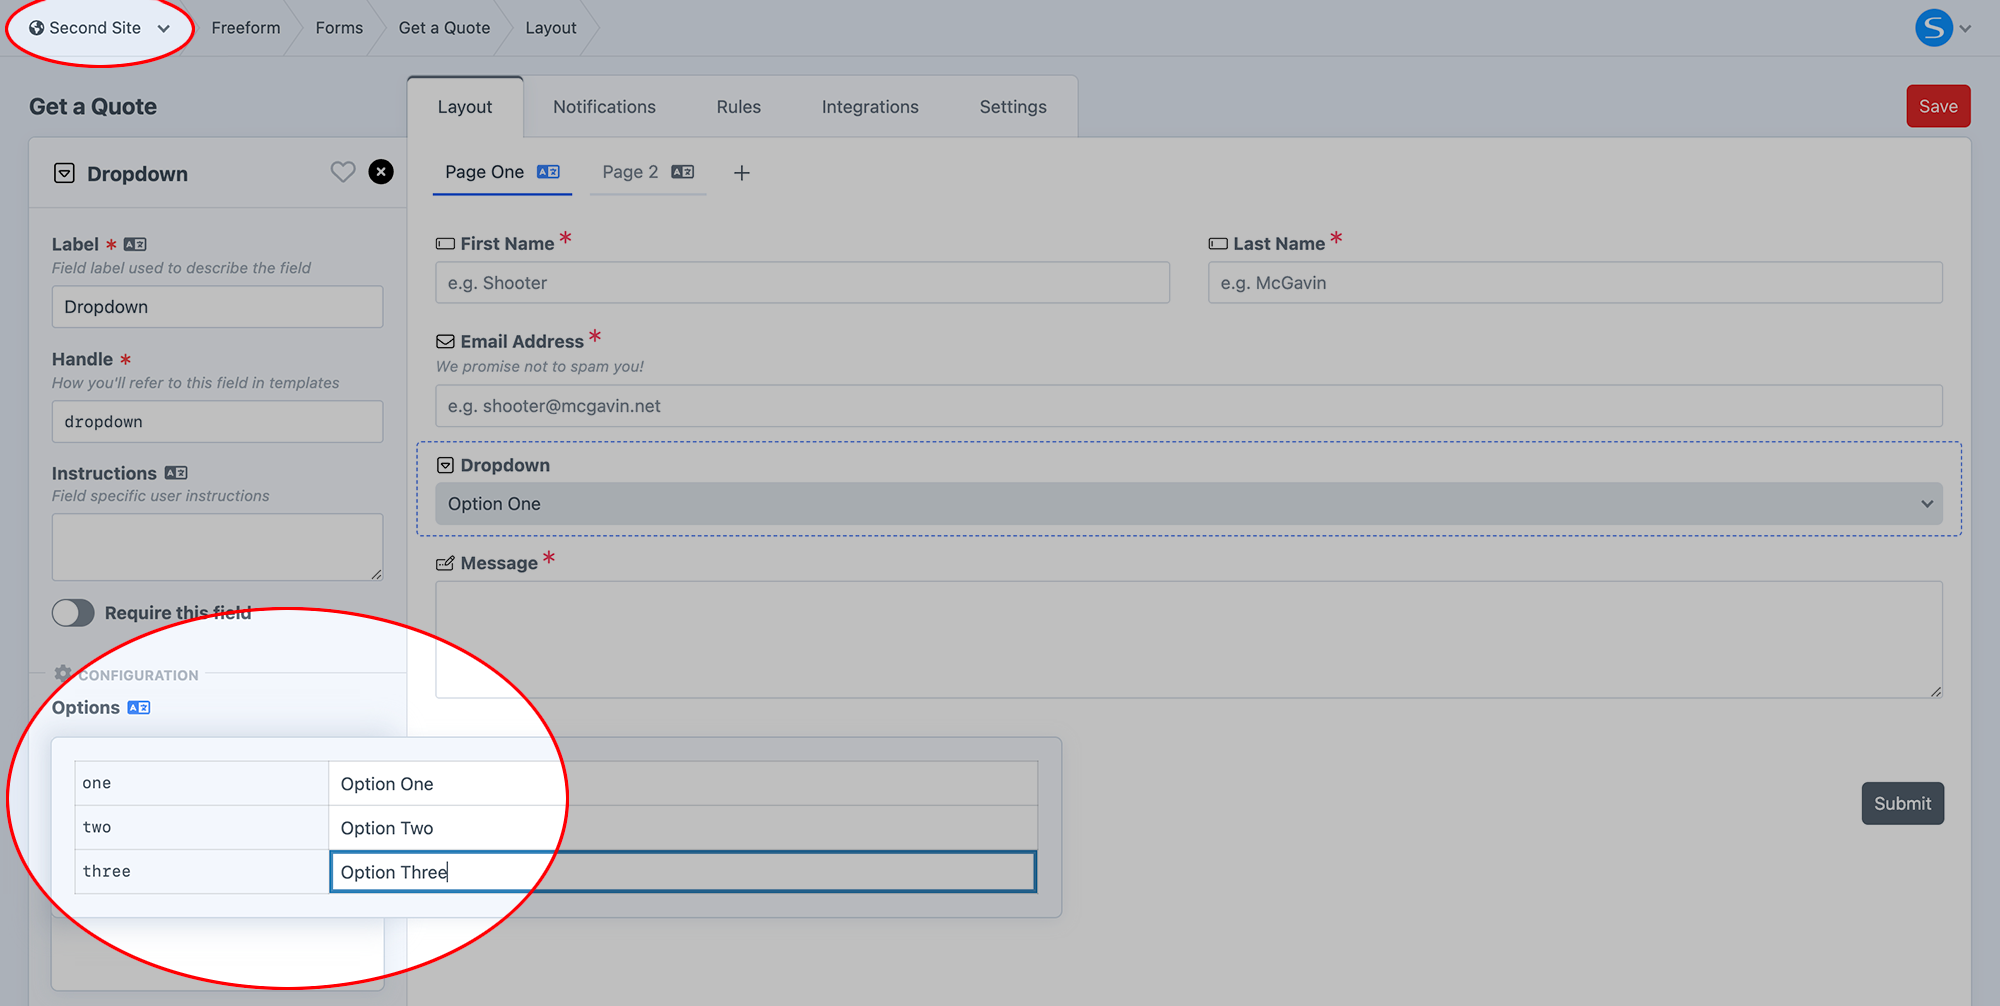 Second Site
Freeform
Forms
Get a Quote
Layout
S
Get a Quote
Layout
Notifications
Rules
Integrations
Settings
Save
Dropdown
Label *
Field label used to describe the field
Dropdown
Handle *
How you'll refer to this field in templates
dropdown
Instructions
Field specific user instructions
Require this field
CONFIGURATION
Options
one Option One
two Option Two
three Option Three
Page One
Page 2
+
First Name *
e.g. Shooter
Last Name *
e.g. McGavin
Email Address *
We promise not to spam you!
e.g. shooter@mcgavin.net
Dropdown
Option One
Message *
Submit